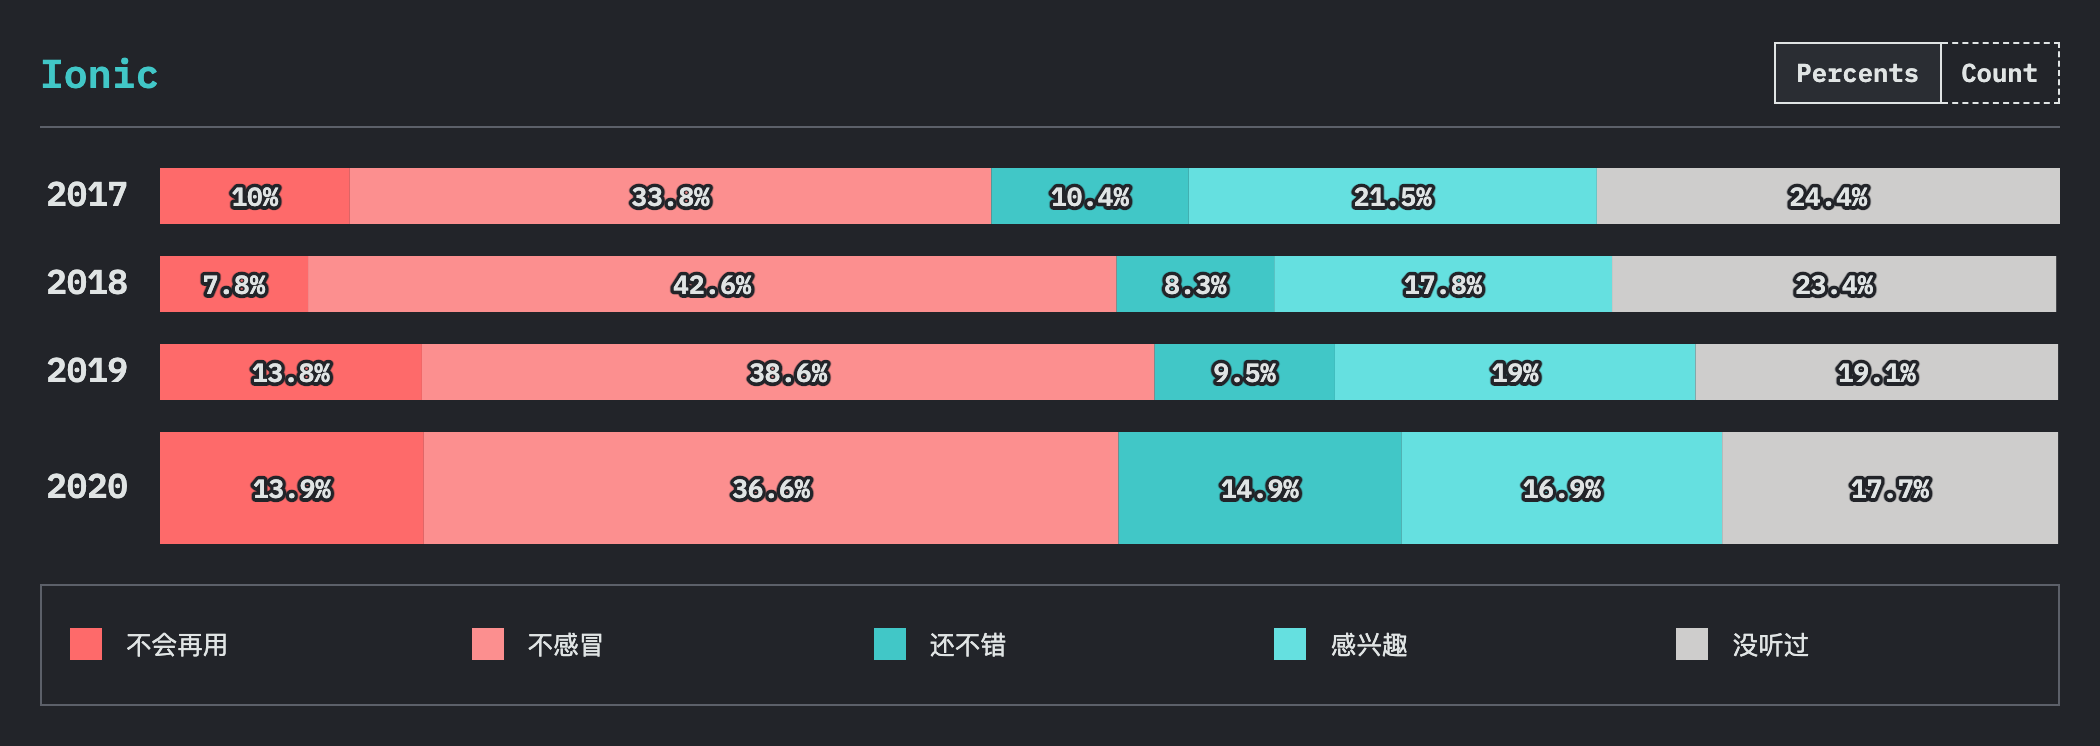 Ionic
Percents Count
2017 10% 33.8% 10.4% 21.5% 24.4%
2018 7.8% 42.6% 8.3% 17.8% 23.4%
2019 13.8% 38.6% 9.5% 19% 19.1%
2020 13.9% 36.6% 14.9% 16.9% 17.7%
不会再用 不感冒 还不错 感兴趣 没听过